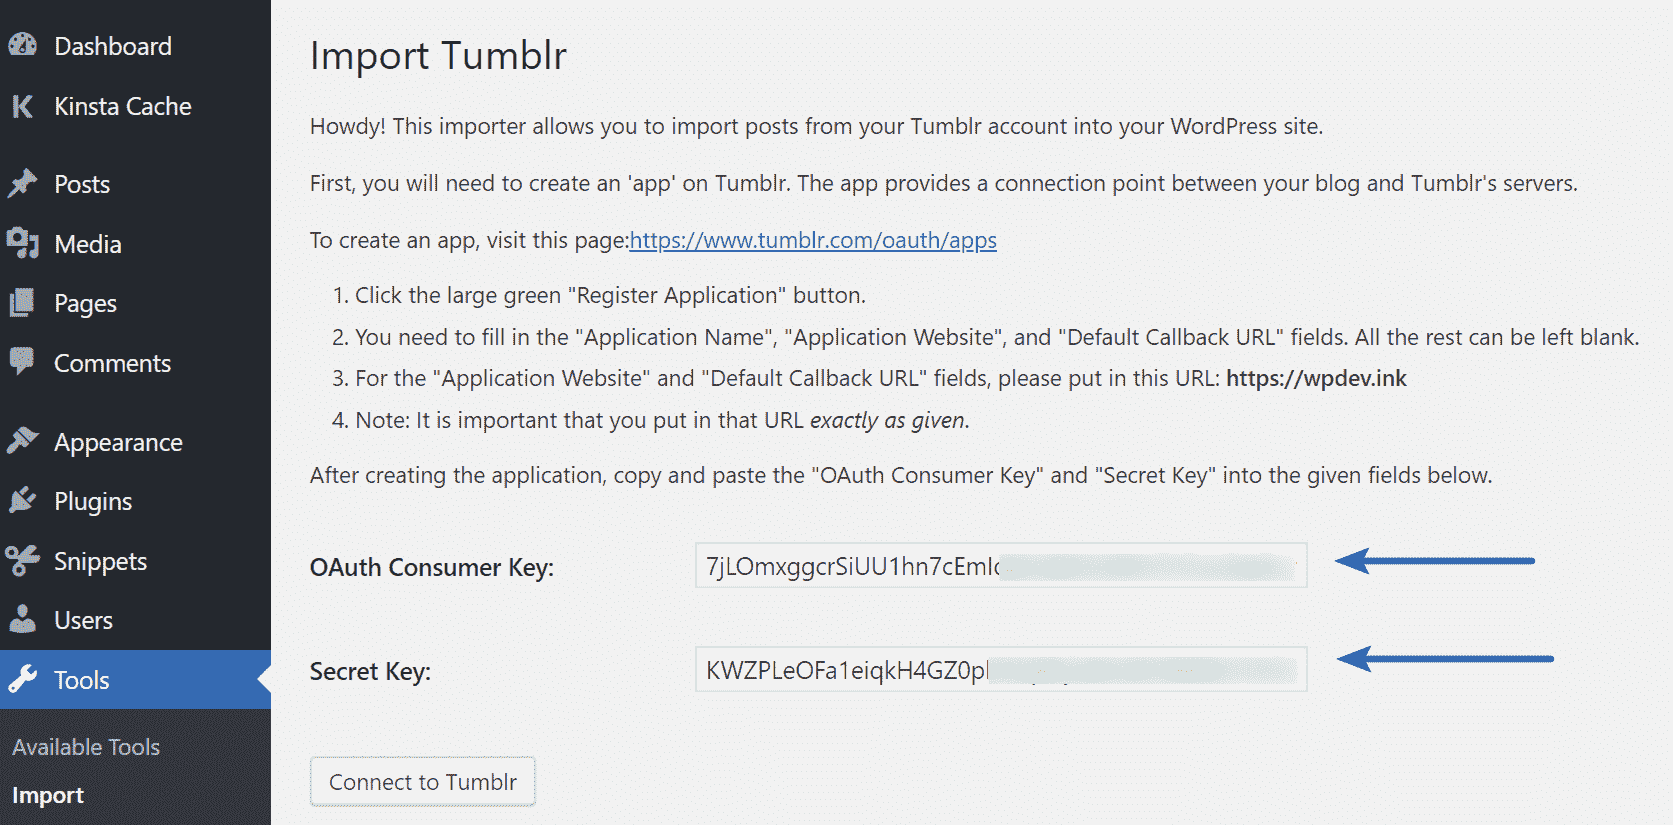 Dashboard
Kinsta Cache
Posts
Media
Pages
Comments
Appearance
Plugins
Snippets
Users
Tools
Available Tools
Import
Import Tumblr
Howdy! This importer allows you to import posts from your Tumblr account into your WordPress site.
First, you will need to create an 'app' on Tumblr. The app provides a connection point between your blog and Tumblr's servers.
To create an app, visit this page:https://www.tumblr.com/oauth/apps
1. Click the large green "Register Application" button.
2. You need to fill in the "Application Name", "Application Website", and "Default Callback URL" fields. All the rest can be left blank.
3. For the "Application Website" and "Default Callback URL" fields, please put in this URL: https://wpdev.ink
4. Note: It is important that you put in that URL exactly as given.
After creating the application, copy and paste the "OAuth Consumer Key" and "Secret Key" into the given fields below.
OAuth Consumer Key:
Secret Key:
Connect to Tumblr